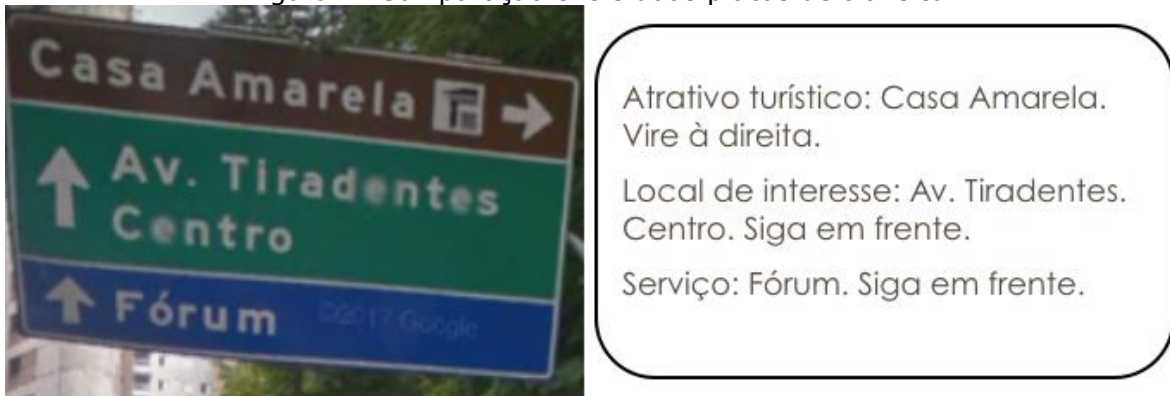 Casa Amarela
Av. Tiradentes
Centro
Fórum
©2017 Google
Atrativo turístico: Casa Amarela.
Vire à direita.
Local de interesse: Av. Tiradentes.
Centro. Siga em frente.
Serviço: Fórum. Siga em frente.